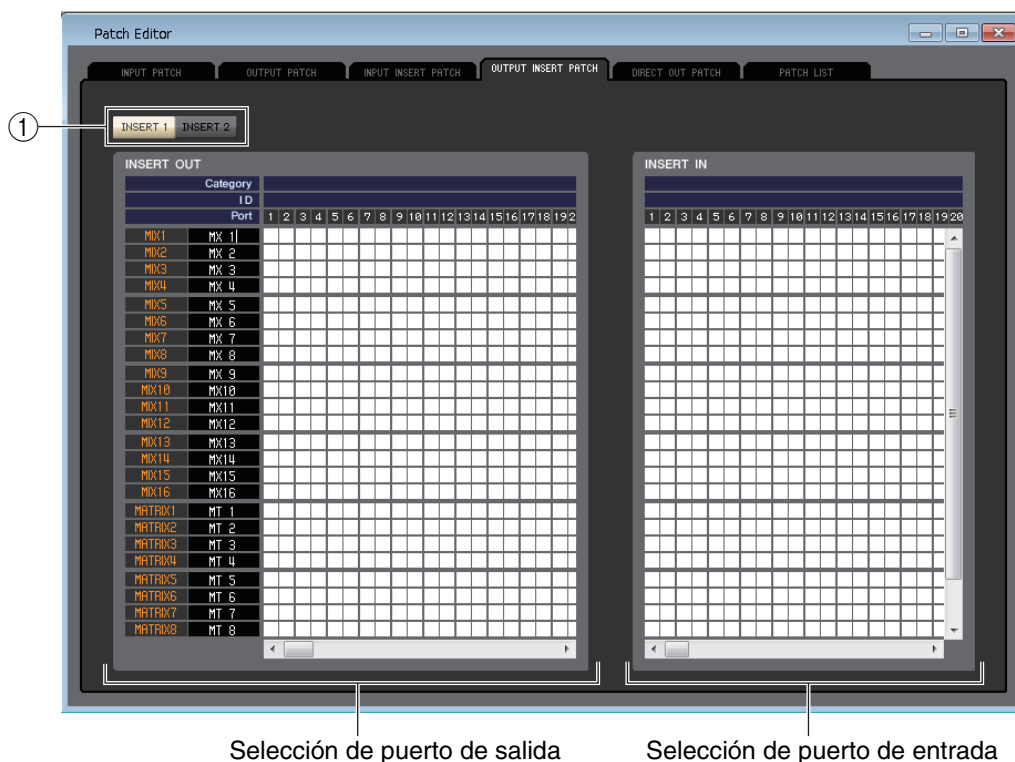 Patch Editor
INPUT PATCH OUTPUT PATCH INPUT INSERT PATCH OUTPUT INSERT PATCH DIRECT OUT PATCH PATCH LIST
1
INSERT 1 INSERT 2
INSERT OUT
Category
ID
Port 1 2 3 4 5 6 7 8 9 10 11 12 13 14 15 16 17 18 19 2
MIX1 MX 1
MIX2 MX 2
MIX3 MX 3
MIX4 MX 4
MIX5 MX 5
MIX6 MX 6
MIX7 MX 7
MIX8 MX 8
MIX9 MX 9
MIX10 MX10
MIX11 MX11
MIX12 MX12
MIX13 MX13
MIX14 MX14
MIX15 MX15
MIX16 MX16
MATRIX1 MT 1
MATRIX2 MT 2
MATRIX3 MT 3
MATRIX4 MT 4
MATRIX5 MT 5
MATRIX6 MT 6
MATRIX7 MT 7
MATRIX8 MT 8
INSERT IN
1 2 3 4 5 6 7 8 9 10 11 12 13 14 15 16 17 18 19 20
Selección de puerto de salida
Selección de puerto de entrada